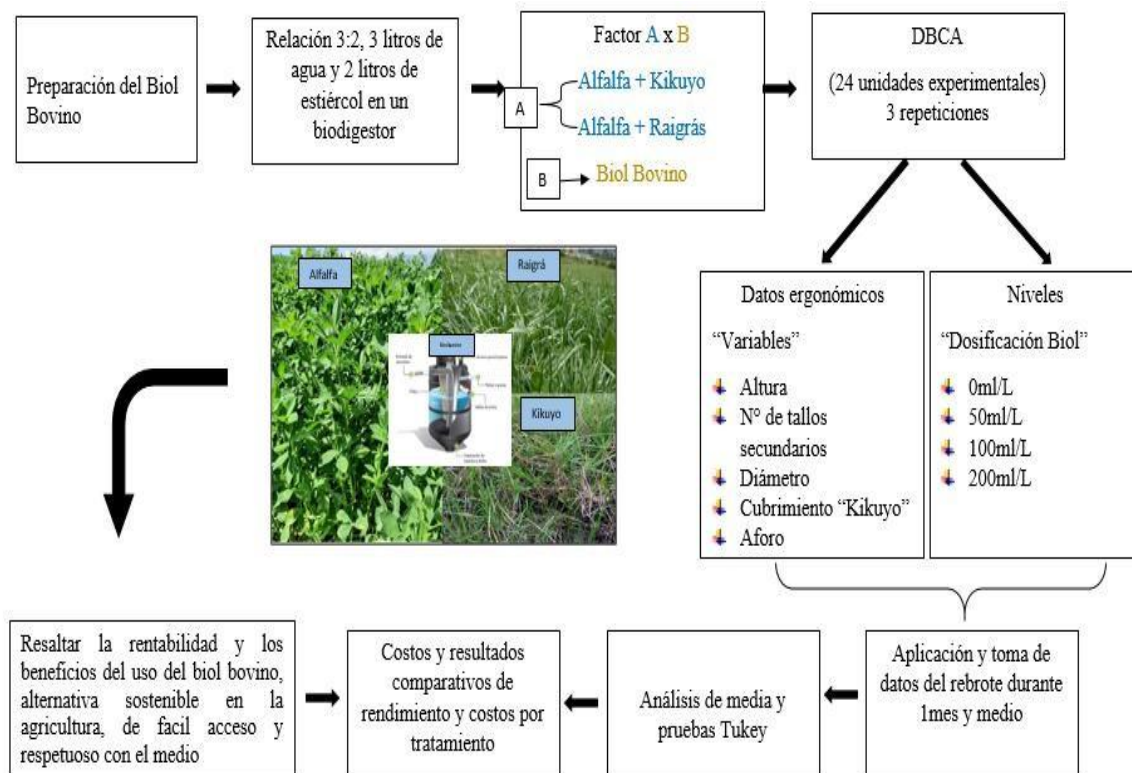 Preparación del Biol
Bovino
Relación 3:2, 3 litros de
agua y 2 litros de
estiércol en un
biodigestor
Factor A x B
A
Alfalfa + Kikuyo
Alfalfa + Raigrás
B
Biol Bovino
DBCA
(24 unidades experimentales)
3 repeticiones
Alfalfa
Raigrá
Kikuyo
Datos ergonómicos
“Variables”
Altura
N° de tallos
secundarios
Diámetro
Cubrimiento “Kikuyo”
Aforo
Niveles
“Dosificación Biol”
0ml/L
50ml/L
100ml/L
200ml/L
Aplicación y toma de
datos del rebrote durante
1mes y medio
Análisis de media y
pruebas Tukey
Costos y resultados
comparativos de
rendimiento y costos por
tratamiento
Resaltar la rentabilidad y los
beneficios del uso del biol bovino,
alternativa sostenible en la
agricultura, de facil acceso y
respetuoso con el medio